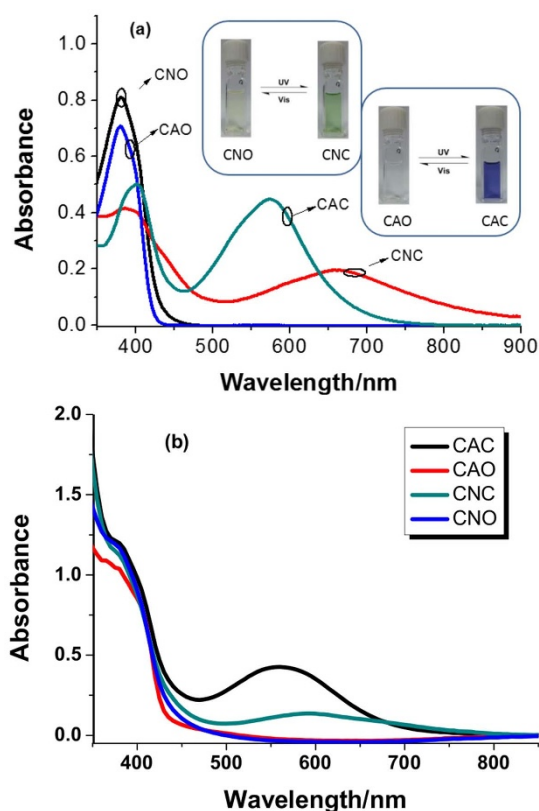 (a)
CNO
CAO
UV
Vis
CNO
CNC
UV
Vis
CAO
CAC
CAC
CNC
Absorbance
1.0
0.8
0.6
0.4
0.2
0.0
400
500
600
700
800
900
Wavelength/nm
(b)
CAC
CAO
CNC
CNO
Absorbance
2.0
1.5
1.0
0.5
0.0
400
500
600
700
800
Wavelength/nm